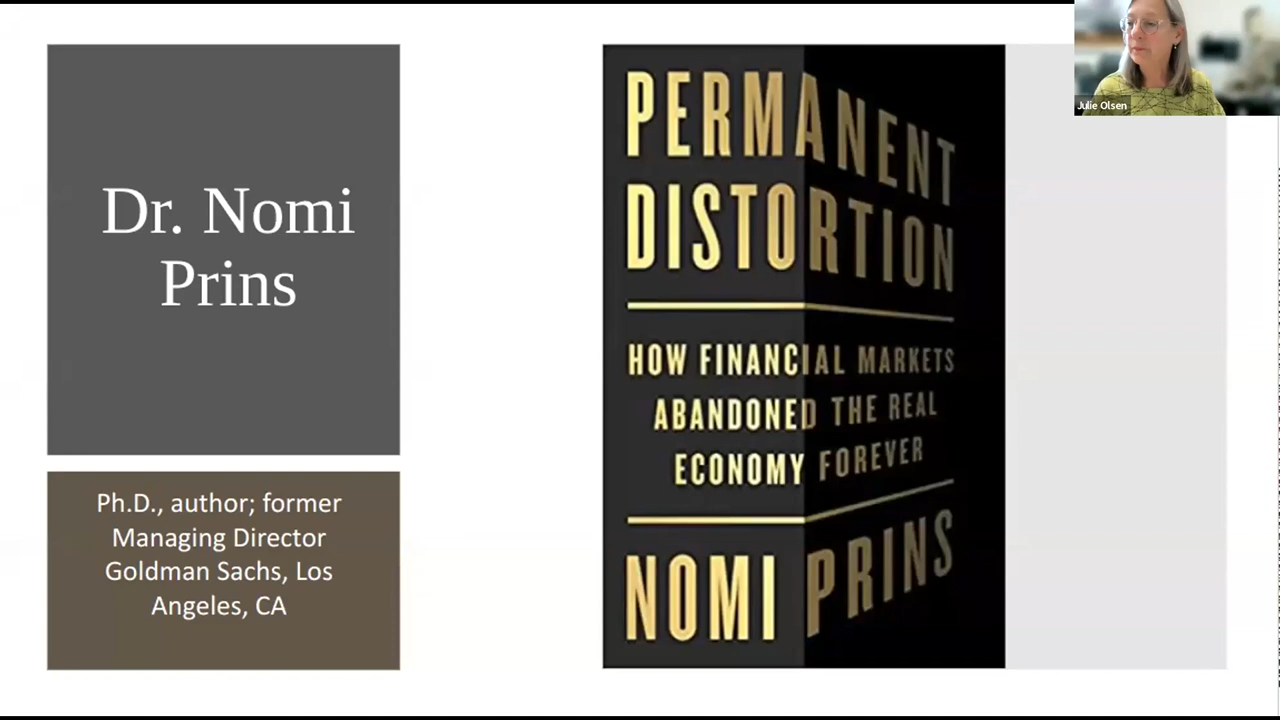 Dr. Nomi
Prins
Ph.D., author; former
Managing Director
Goldman Sachs, Los
Angeles, CA
PERMANENT
DISTORTION
HOW FINANCIAL MARKETS
ABANDONED THE REAL
ECONOMY FOREVER
NOMI PRINS
Julie Olsen